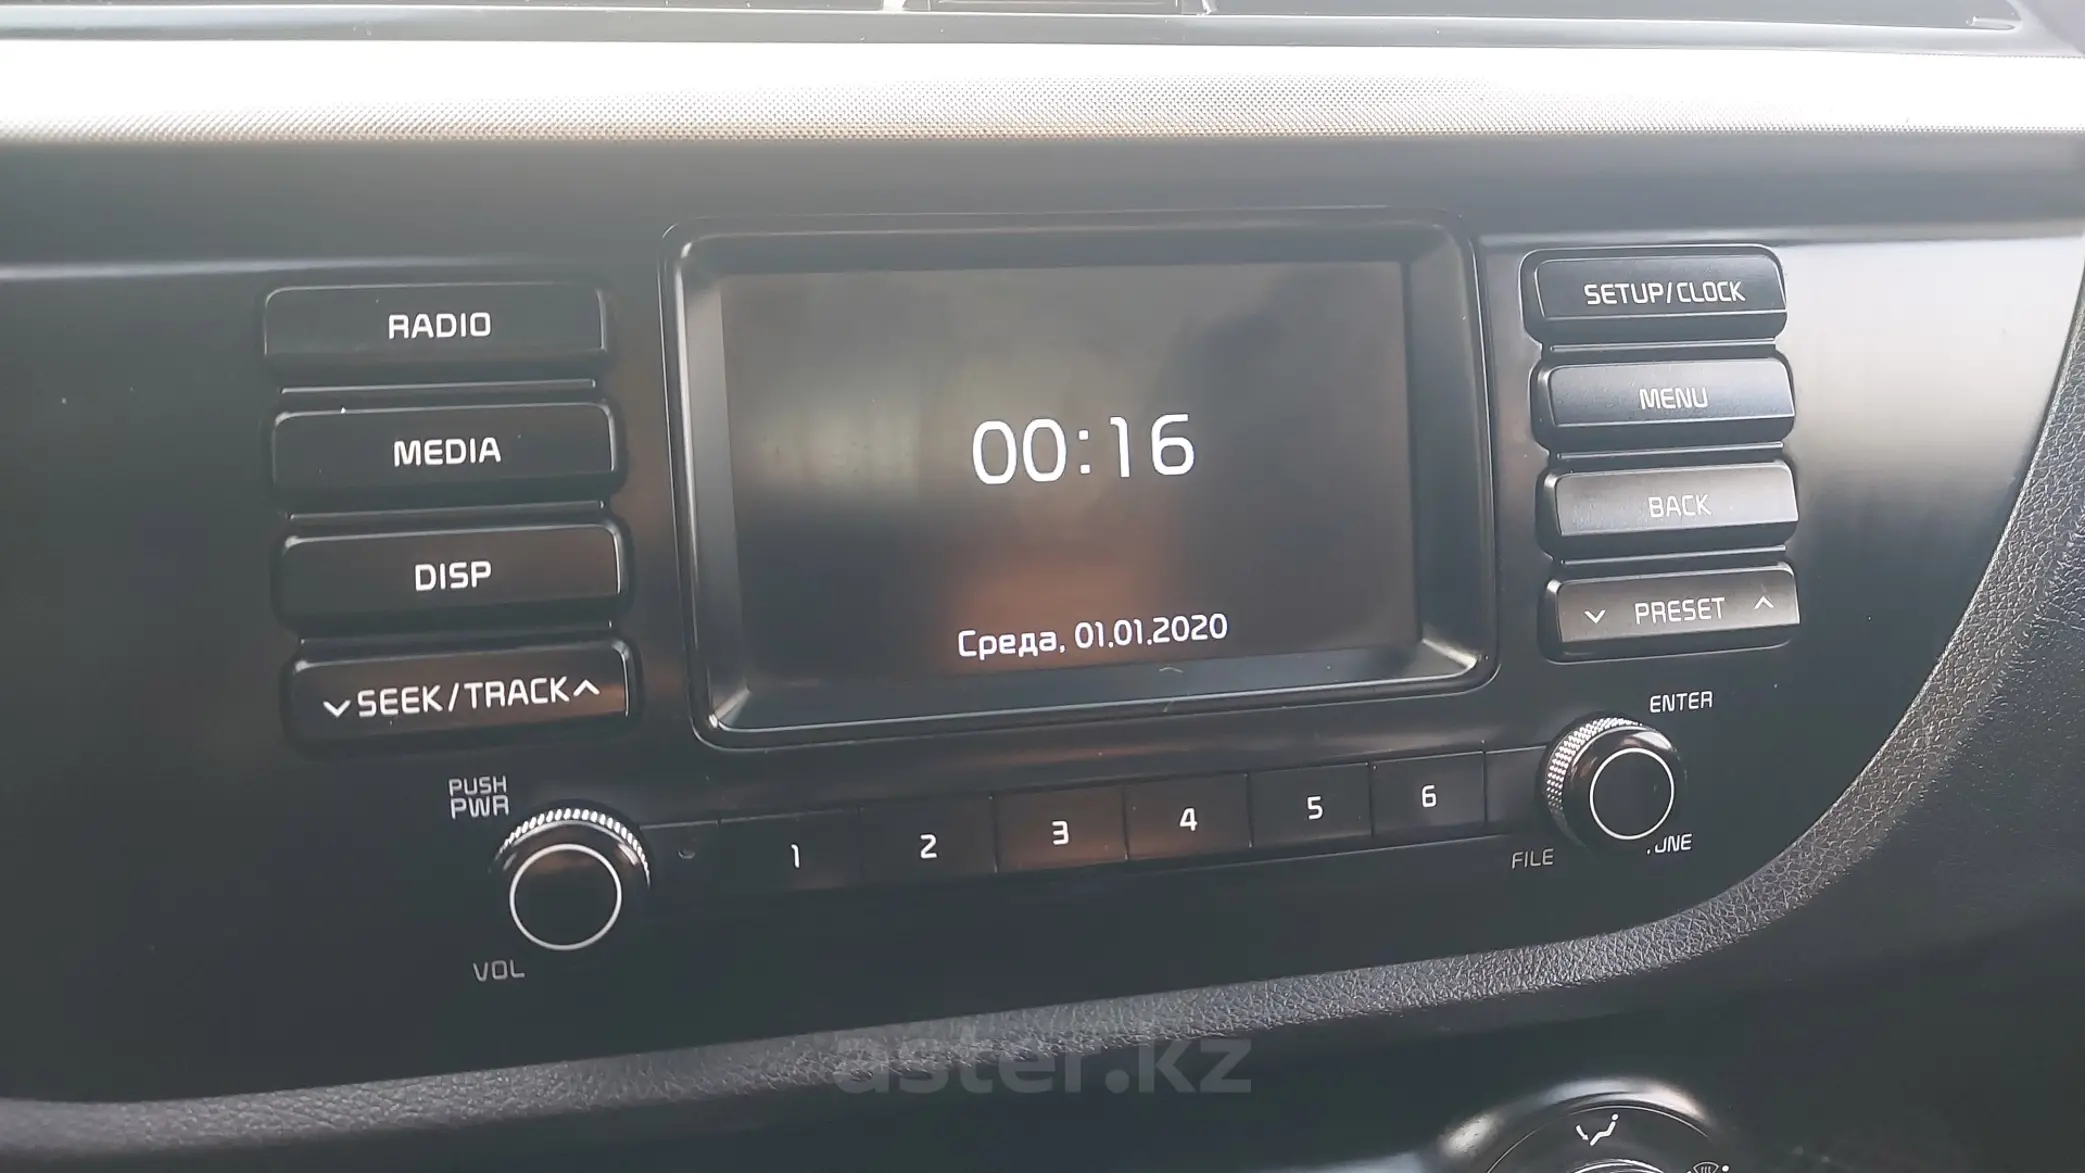 RADIO
MEDIA
DISP
SEEK/TRACK
PUSH
PWR
VOL
00:16
Среда, 01.01.2020
1 2 3 4 5 6
SETUP/CLOCK
MENU
BACK
PRESET
ENTER
FILE
aster.kz